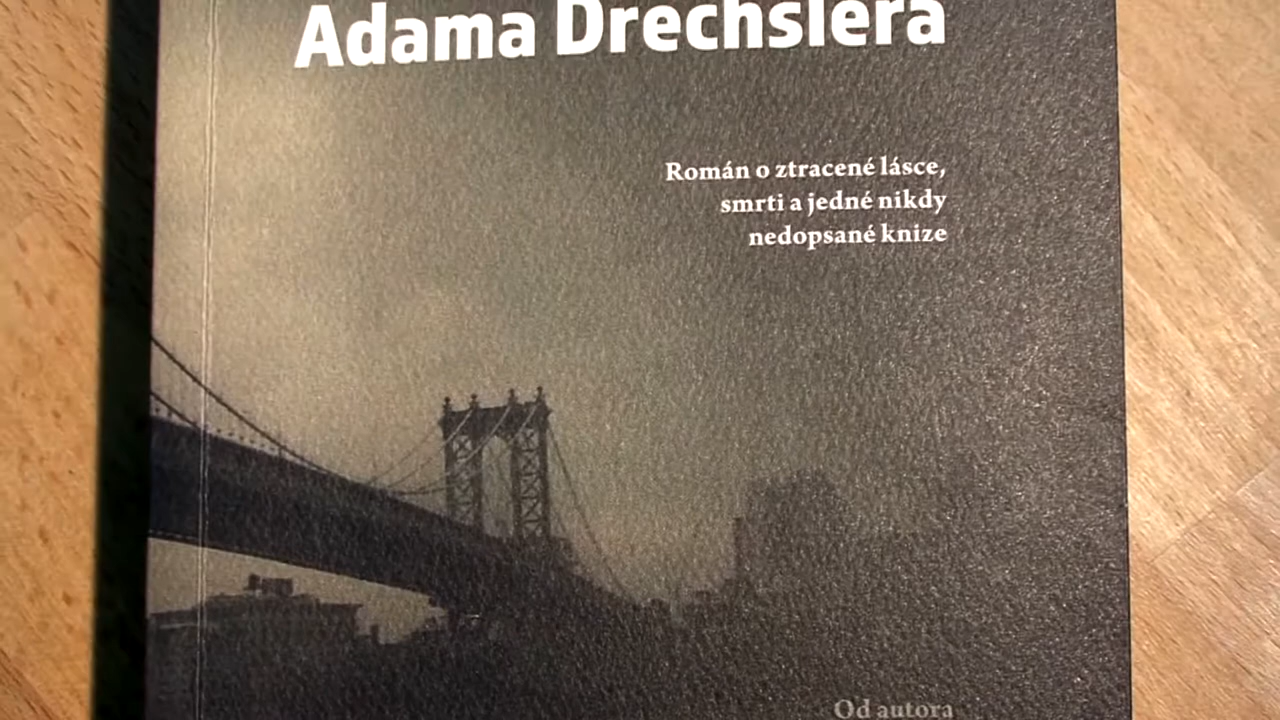 Adama Drechslera
Román o ztracené lásce,
smrti a jedné nikdy
nedopsané knize
Od autora